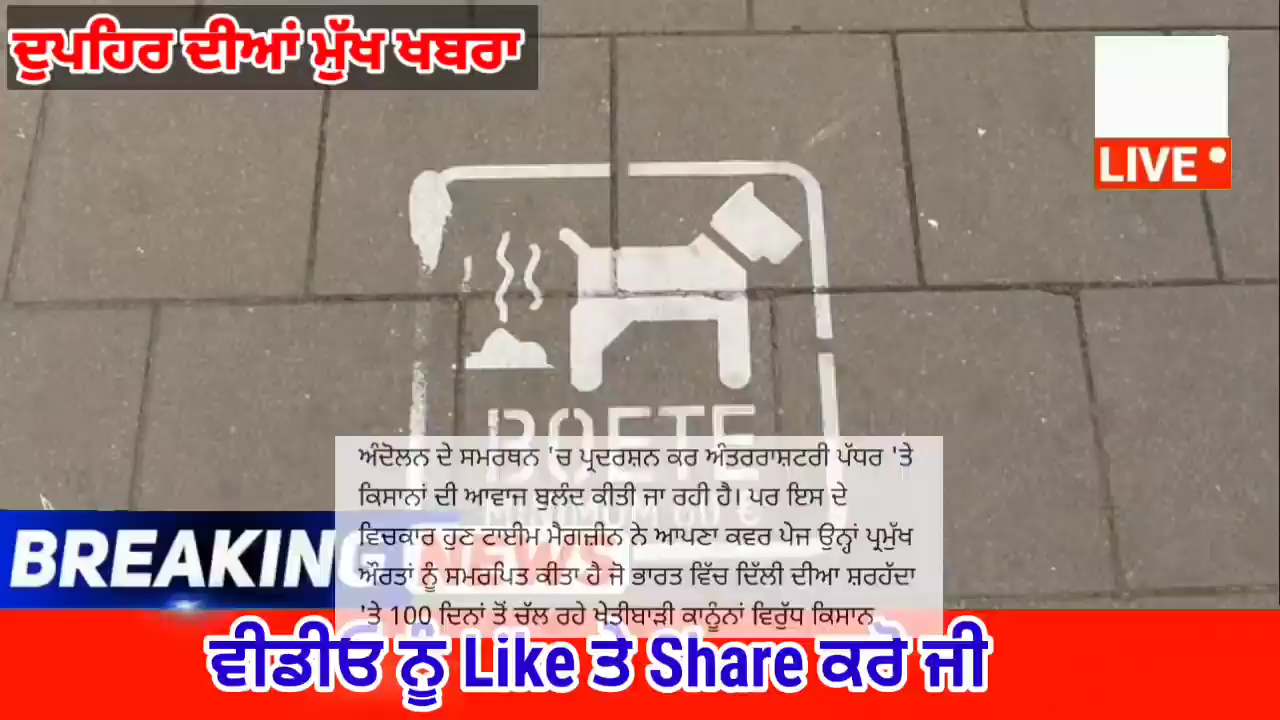 ਦੁਪਹਿਰ ਦੀਆਂ ਮੁੱਖ ਖਬਰਾ
LIVE
BOETE
ਅੰਦੋਲਨ ਦੇ ਸਮਰਥਨ 'ਚ ਪ੍ਰਦਰਸ਼ਨ ਕਰ ਅੰਤਰਰਾਸ਼ਟਰੀ ਪੱਧਰ 'ਤੇ
ਕਿਸਾਨਾਂ ਦੀ ਆਵਾਜ ਬੁਲੰਦ ਕੀਤੀ ਜਾ ਰਹੀ ਹੈ। ਪਰ ਇਸ ਦੇ
ਵਿਚਕਾਰ ਹੁਣ ਟਾਈਮ ਮੈਗਜ਼ੀਨ ਨੇ ਆਪਣਾ ਕਵਰ ਪੇਜ ਉਨ੍ਹਾਂ ਪ੍ਰਮੁੱਖ
ਔਰਤਾਂ ਨੂੰ ਸਮਰਪਿਤ ਕੀਤਾ ਹੈ ਜੋ ਭਾਰਤ ਵਿੱਚ ਦਿੱਲੀ ਦੀਆ ਸ਼ਰਹੱਦਾ
'ਤੇ 100 ਦਿਨਾਂ ਤੋਂ ਚੱਲ ਰਹੇ ਖੇਤੀਬਾੜੀ ਕਾਨੂੰਨਾਂ ਵਿਰੁੱਧ ਕਿਸਾਨ
BREAKING NEWS
ਵੀਡੀਓ ਨੂੰ Like ਤੇ Share ਕਰੋ ਜੀ